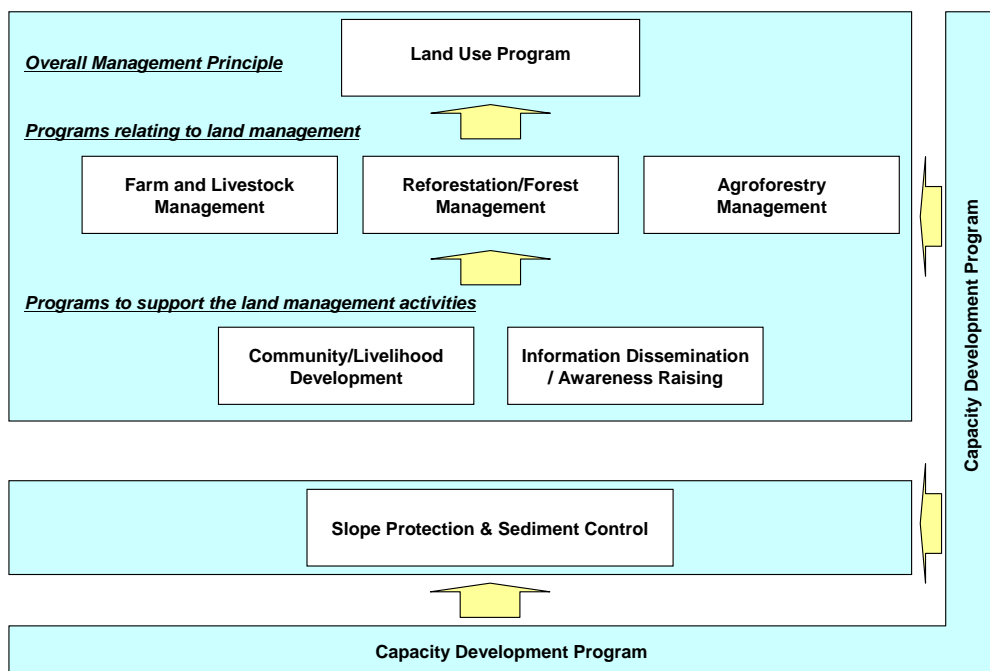 Overall Management Principle
Land Use Program
Programs relating to land management
Farm and Livestock
Management
Reforestation/Forest
Management
Agroforestry
Management
Programs to support the land management activities
Community/Livelihood
Development
Information Dissemination
/ Awareness Raising
Slope Protection & Sediment Control
Capacity Development Program
Capacity Development Program